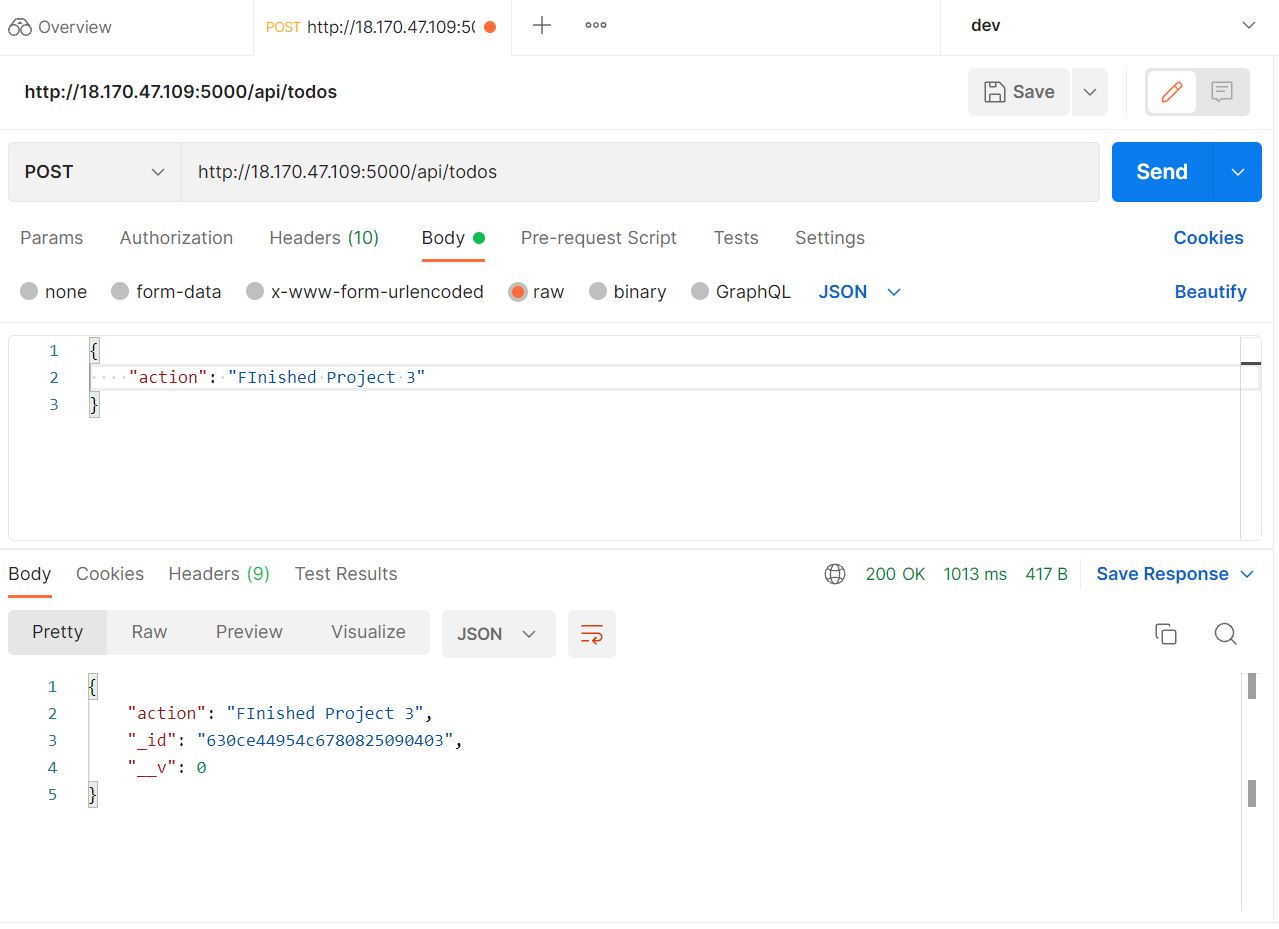 Overview
POST http://18.170.47.109:5(
dev
http://18.170.47.109:5000/api/todos
Save
POST
http://18.170.47.109:5000/api/todos
Send
Params Authorization Headers (10) Body Pre-request Script Tests Settings Cookies
none form-data x-www-form-urlencoded raw binary GraphQL JSON Beautify
1 {
2 "action": "FInished Project 3"
3 }
Body Cookies Headers (9) Test Results 200 OK 1013 ms 417 B Save Response
Pretty Raw Preview Visualize JSON
1 {
2 "action": "FInished Project 3",
3 "_id": "630ce44954c6780825090403",
4 "__v": 0
5 }